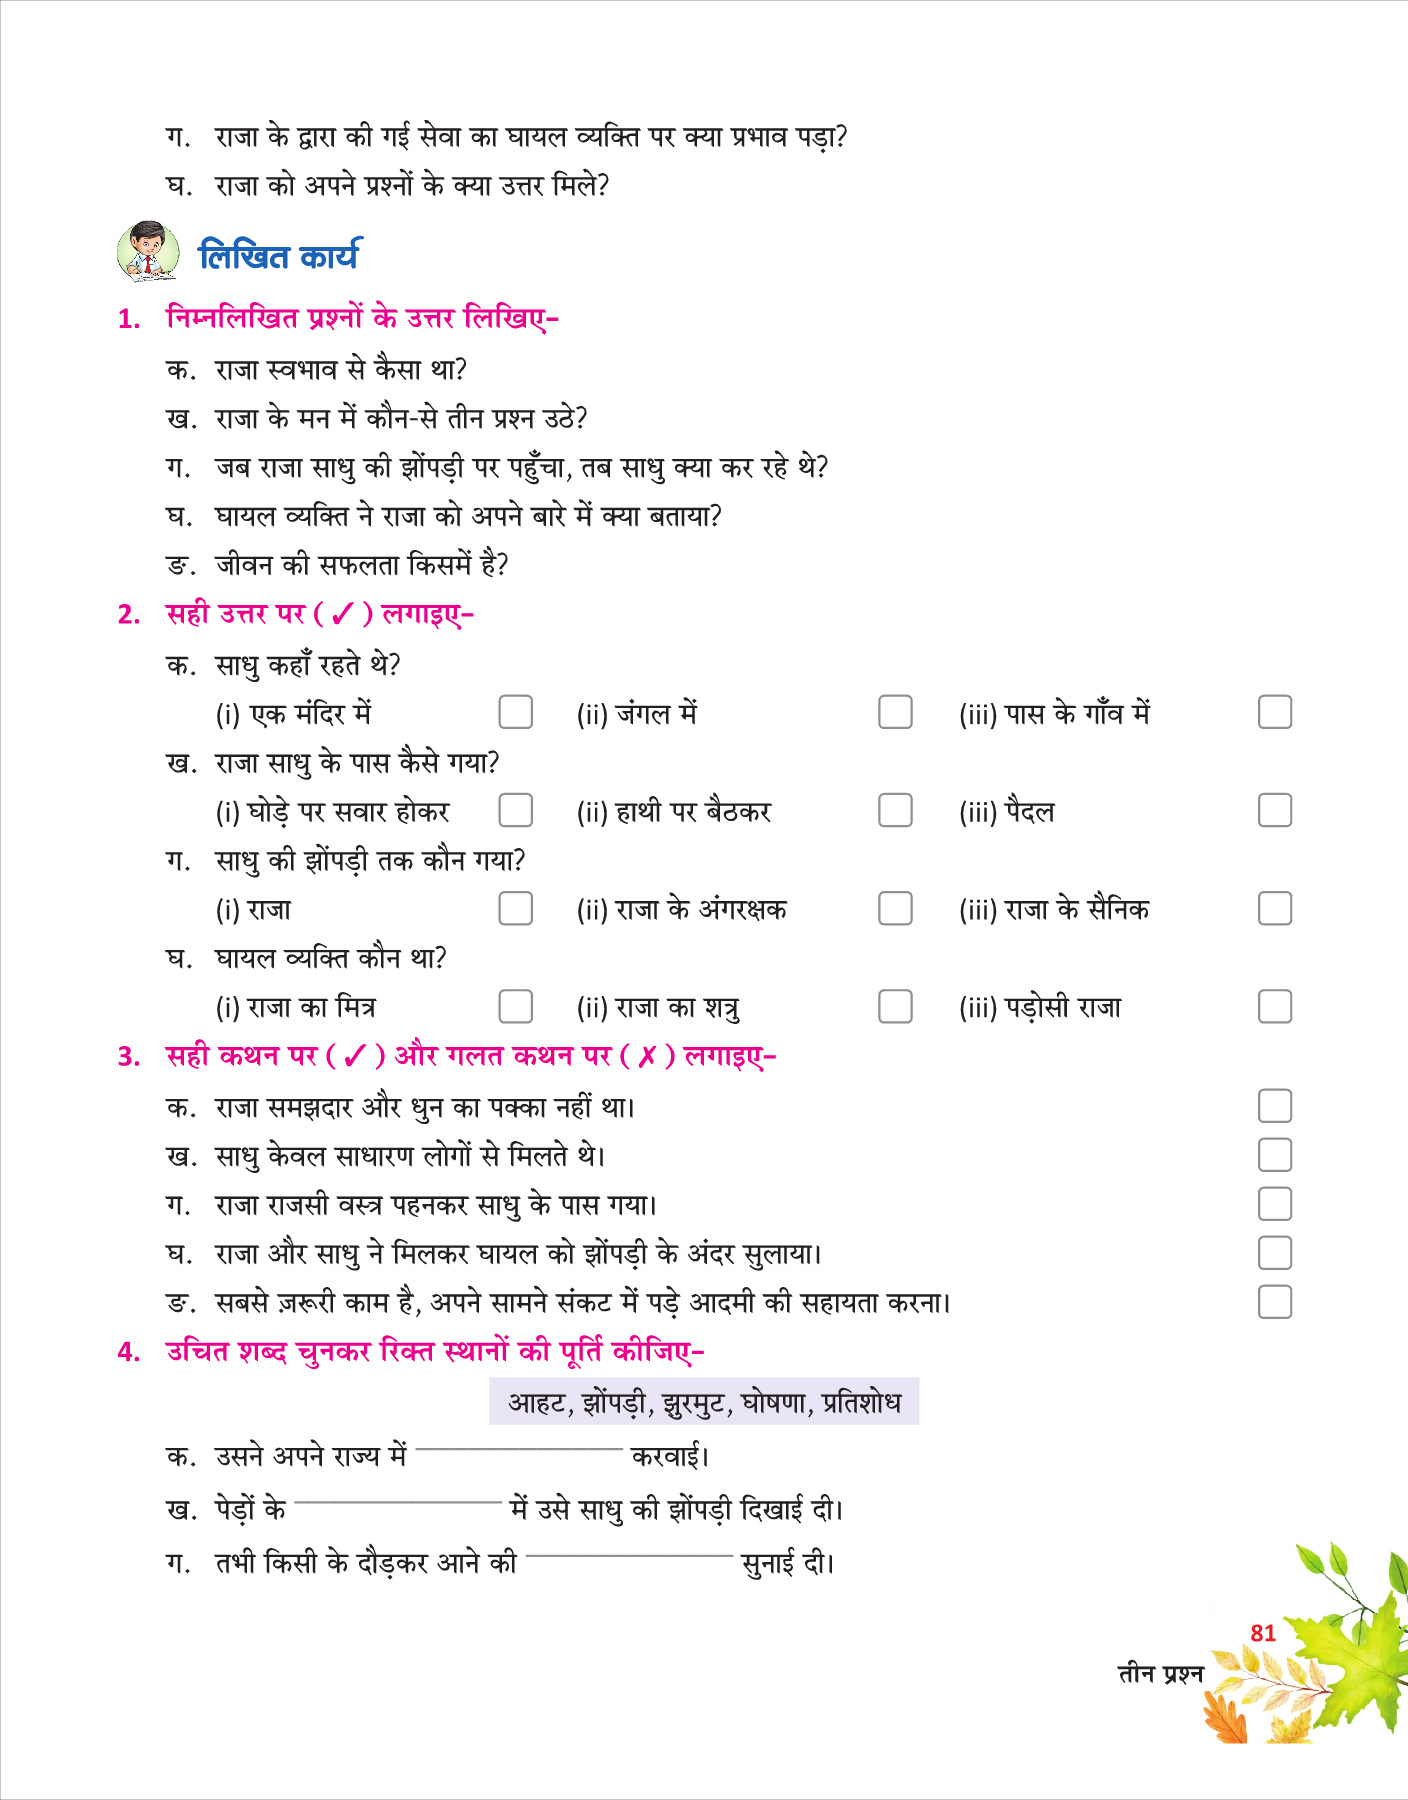 ग. राजा के द्वारा की गई सेवा का घायल व्यक्ति पर क्या प्रभाव पड़ा?
घ. राजा को अपने प्रश्नों के क्या उत्तर मिले?
लिखित कार्य
1. निम्नलिखित प्रश्नों के उत्तर लिखिए–
क. राजा स्वभाव से कैसा था?
ख. राजा के मन में कौन-से तीन प्रश्न उठे?
ग. जब राजा साधु की झोंपड़ी पर पहुँचा, तब साधु क्या कर रहे थे?
घ. घायल व्यक्ति ने राजा को अपने बारे में क्या बताया?
ङ. जीवन की सफलता किसमें है?
2. सही उत्तर पर (✓) लगाइए–
क. साधु कहाँ रहते थे?
(i) एक मंदिर में (ii) जंगल में (iii) पास के गाँव में
ख. राजा साधु के पास कैसे गया?
(i) घोड़े पर सवार होकर (ii) हाथी पर बैठकर (iii) पैदल
ग. साधु की झोंपड़ी तक कौन गया?
(i) राजा (ii) राजा के अंगरक्षक (iii) राजा के सैनिक
घ. घायल व्यक्ति कौन था?
(i) राजा का मित्र (ii) राजा का शत्रु (iii) पड़ोसी राजा
3. सही कथन पर (✓) और गलत कथन पर (✗) लगाइए–
क. राजा समझदार और धुन का पक्का नहीं था।
ख. साधु केवल साधारण लोगों से मिलते थे।
ग. राजा राजसी वस्त्र पहनकर साधु के पास गया।
घ. राजा और साधु ने मिलकर घायल को झोंपड़ी के अंदर सुलाया।
ङ. सबसे ज़रूरी काम है, अपने सामने संकट में पड़े आदमी की सहायता करना।
4. उचित शब्द चुनकर रिक्त स्थानों की पूर्ति कीजिए–
आहट, झोंपड़ी, झुरमुट, घोषणा, प्रतिशोध
क. उसने अपने राज्य में ____________ करवाई।
ख. पेड़ों के ____________ में उसे साधु की झोंपड़ी दिखाई दी।
ग. तभी किसी के दौड़कर आने की ____________ सुनाई दी।
81
तीन प्रश्न